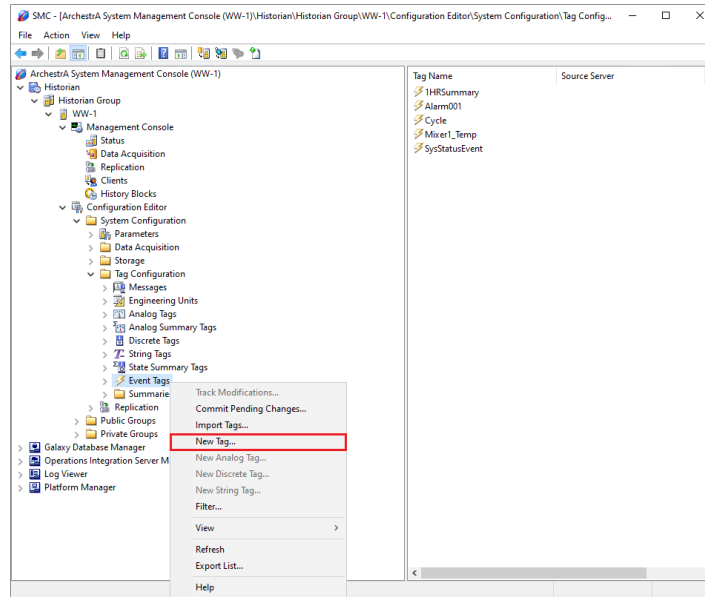 SMC - [ArchestrA System Management Console (WW-1)\Historian\Historian Group\WW-1\Configuration Editor\System Configuration\Tag Config...
File Action View Help
ArchestrA System Management Console (WW-1)
Historian
Historian Group
WW-1
Management Console
Status
Data Acquisition
Replication
Clients
History Blocks
Configuration Editor
System Configuration
Parameters
Data Acquisition
Storage
Tag Configuration
Messages
Engineering Units
Analog Tags
Analog Summary Tags
Discrete Tags
String Tags
State Summary Tags
Event Tags
Summarie
Replication
Public Groups
Private Groups
Galaxy Database Manager
Operations Integration Server M
Log Viewer
Platform Manager
Track Modifications...
Commit Pending Changes...
Import Tags...
New Tag...
New Analog Tag...
New Discrete Tag...
New String Tag...
Filter...
View
Refresh
Export List...
Help
Tag Name Source Server
1HRSummary
Alarm001
Cycle
Mixer1_Temp
SysStatusEvent